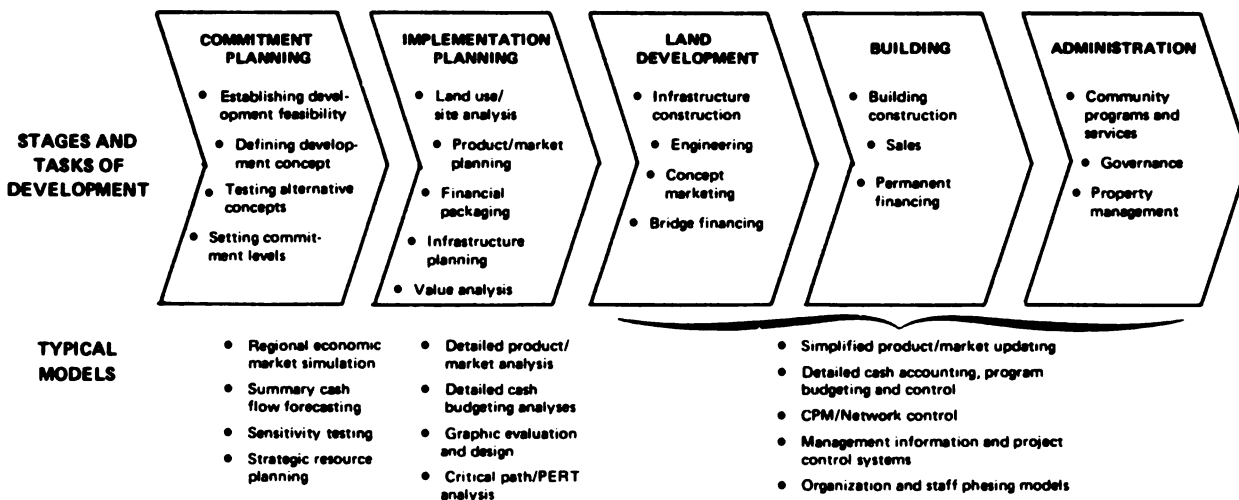 COMMITMENT
PLANNING
• Establishing devel-
opment feasibility
• Defining develop-
ment concept
• Testing alternative
concepts
• Setting commit-
ment levels
IMPLEMENTATION
PLANNING
• Land use/
site analysis
• Product/market
planning
• Financial
packaging
• Infrastructure
planning
• Value analysis
LAND
DEVELOPMENT
• Infrastructure
construction
• Engineering
• Concept
marketing
• Bridge financing
BUILDING
• Building
construction
• Sales
• Permanent
financing
ADMINISTRATION
• Community
programs and
services
• Governance
• Property
management
STAGES AND
TASKS OF
DEVELOPMENT
TYPICAL
MODELS
• Regional economic
market simulation
• Summary cash
flow forecasting
• Sensitivity testing
• Strategic resource
planning
• Detailed product/
market analysis
• Detailed cash
budgeting analyses
• Graphic evaluation
and design
• Critical path/PERT
analysis
• Simplified product/market updating
• Detailed cash accounting, program
budgeting and control
• CPM/Network control
• Management information and project
control systems
• Organization and staff phesing models